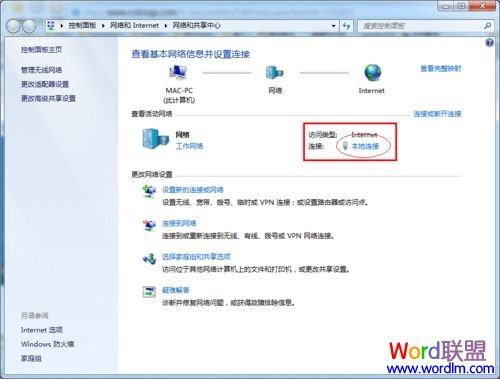 控制面板 ▸ 网络和 Internet ▸ 网络和共享中心
搜索控制面板
控制面板主页
管理无线网络
更改适配器设置
更改高级共享设置
查看基本网络信息并设置连接
查看完整映射
MAC-PC
(此计算机)
网络
Internet
查看活动网络
连接或断开连接
网络
工作网络
访问类型:
Internet
连接:
本地连接
更改网络设置
设置新的连接或网络
设置无线、宽带、拨号、临时或 VPN 连接；或设置路由器或访问点。
连接到网络
连接到或重新连接到无线、有线、拨号或 VPN 网络连接。
选择家庭组和共享选项
访问位于其他网络计算机上的文件和打印机，或更改共享设置。
疑难解答
诊断并修复网络问题，或获得故障排除信息。
另请参阅
Internet 选项
Windows 防火墙
家庭组
Word联盟
www.wordlm.com